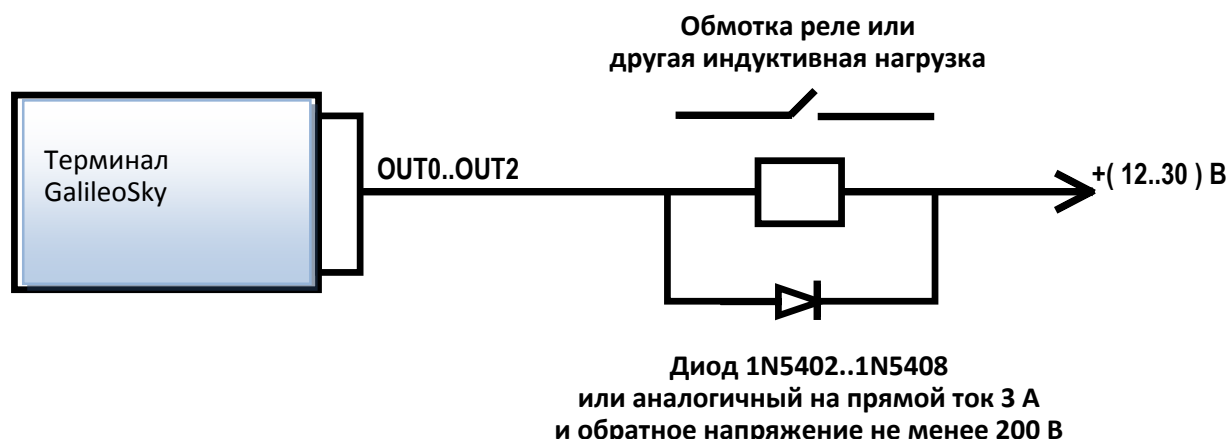 Обмотка реле или
другая индуктивная нагрузка
Терминал
GalileoSky
OUT0..OUT2
+( 12..30 ) В
Диод 1N5402..1N5408
или аналогичный на прямой ток 3 А
и обратное напряжение не менее 200 В